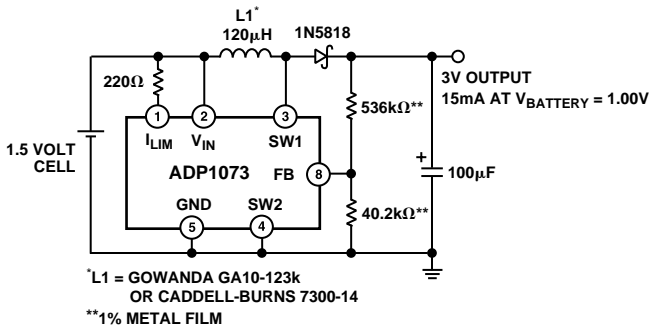 L1*
120µH
1N5818
220Ω
3V OUTPUT
15mA AT VBATTERY = 1.00V
536kΩ**
1
2
3
ILIM
VIN
SW1
1.5 VOLT
CELL
ADP1073
FB
8
+
100µF
GND
SW2
40.2kΩ**
5
4
*L1 = GOWANDA GA10-123k
OR CADDELL-BURNS 7300-14
**1% METAL FILM